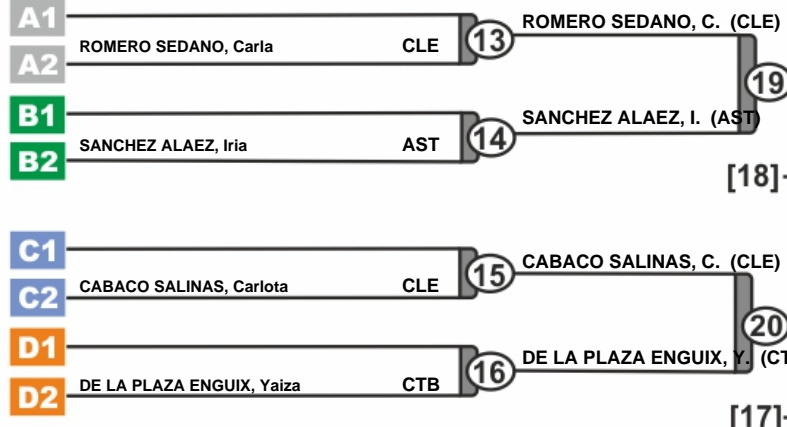 A1
ROMERO SEDANO, C. (CLE)
ROMERO SEDANO, Carla CLE
13
A2
19
B1
SANCHEZ ALAEZ, I. (AST)
SANCHEZ ALAEZ, Iria AST
14
B2
[18]
C1
CABACO SALINAS, C. (CLE)
CABACO SALINAS, Carlota CLE
15
C2
20
D1
DE LA PLAZA ENGUIX, Y. (CT
DE LA PLAZA ENGUIX, Yaiza CTB
16
D2
[17]